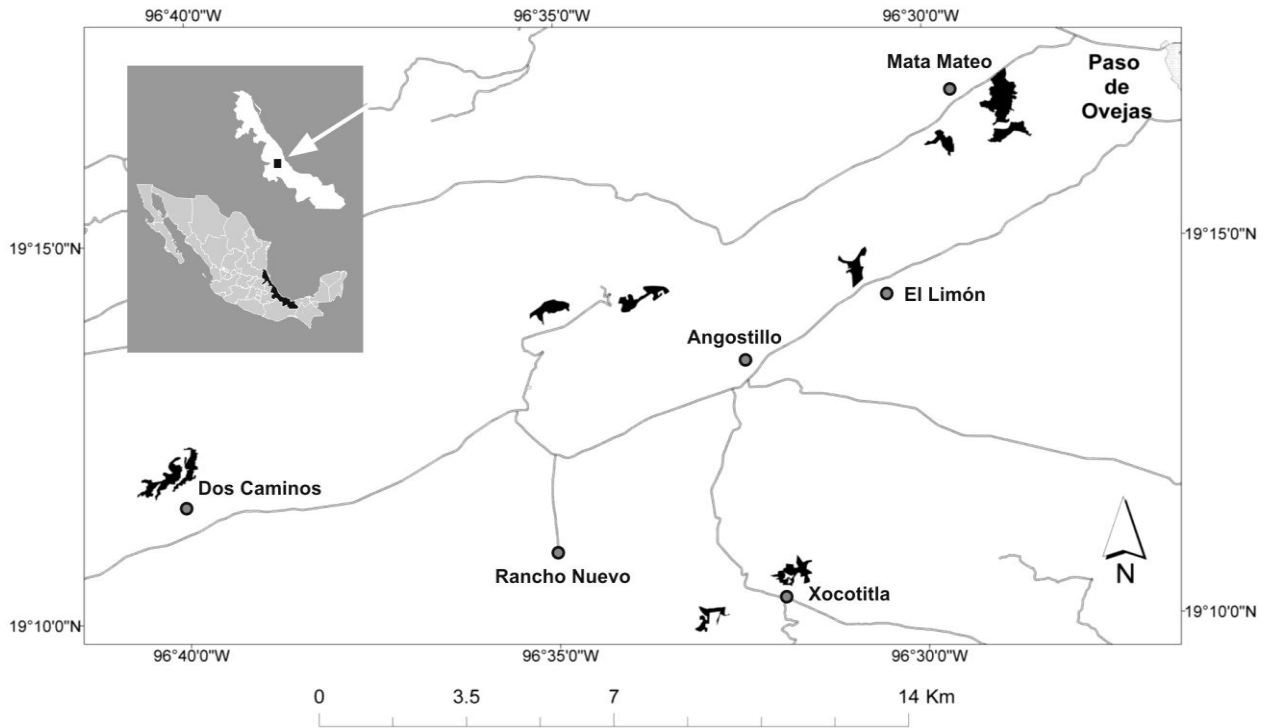 96°40'0"W
96°35'0"W
96°30'0"W
Mata Mateo
Paso
de
Ovejas
19°15'0"N
19°15'0"N
El Limón
Angostillo
Dos Caminos
Rancho Nuevo
Xocotitla
N
19°10'0"N
19°10'0"N
96°40'0"W
96°35'0"W
96°30'0"W
0
3.5
7
14 Km